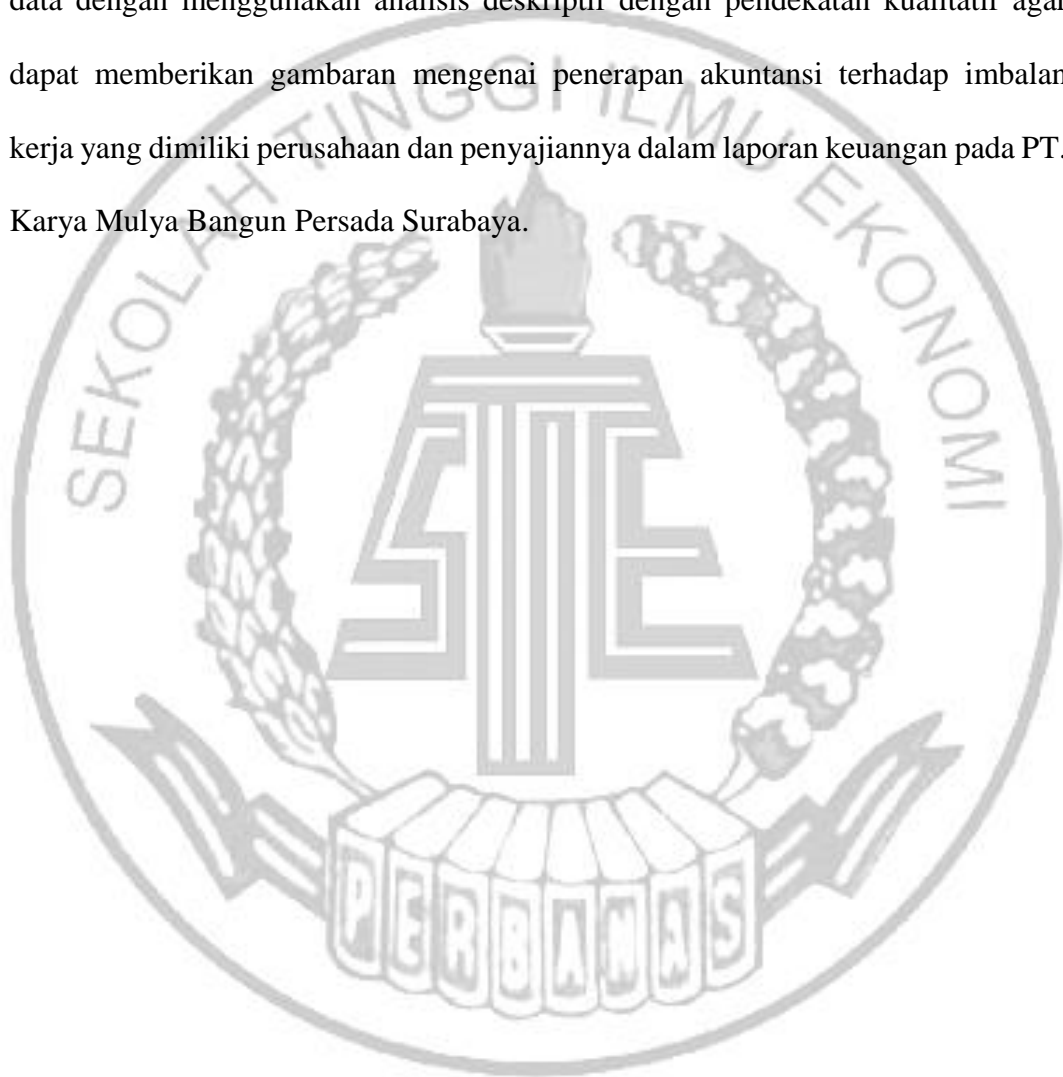 data dengan menggunakan analisis deskriptif dengan pendekatan kualitatif agar
dapat memberikan gambaran mengenai penerapan akuntansi terhadap imbalan
kerja yang dimiliki perusahaan dan penyajiannya dalam laporan keuangan pada PT.
Karya Mulya Bangun Persada Surabaya.
SEKOLAH TINGGI ILMU EKONOMI
STIE
PERBANAS